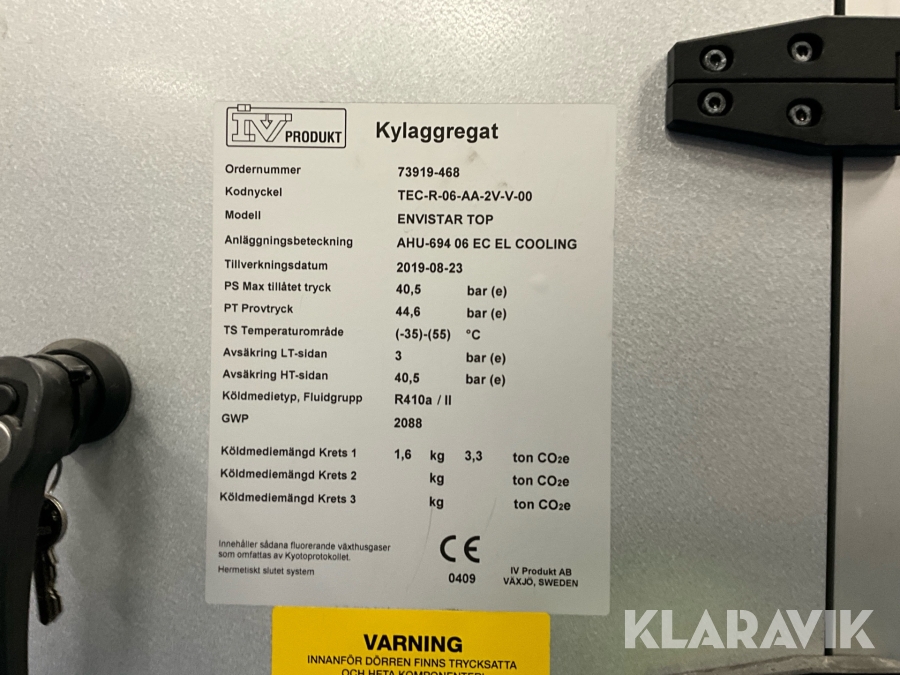 IV PRODUKT Kylaggregat
Ordernummer 73919-468
Kodnyckel TEC-R-06-AA-2V-V-00
Modell ENVISTAR TOP
Anläggningsbeteckning AHU-694 06 EC EL COOLING
Tillverkningsdatum 2019-08-23
PS Max tillåtet tryck 40,5 bar (e)
PT Provtryck 44,6 bar (e)
TS Temperaturområde (-35)-(55) °C
Avsäkring LT-sidan 3 bar (e)
Avsäkring HT-sidan 40,5 bar (e)
Köldmedietyp, Fluidgrupp R410a / II
GWP 2088
Köldmediemängd Krets 1 1,6 kg 3,3 ton CO2e
Köldmediemängd Krets 2 kg ton CO2e
Köldmediemängd Krets 3 kg ton CO2e
Innehåller sådana fluorerande växthusgaser
som omfattas av Kyotoprotokollet.
Hermetiskt slutet system
CE
0409
IV Produkt AB
VÄXJÖ, SWEDEN
VARNING
INNANFÖR DÖRREN FINNS TRYCKSATTA
OCH HETA KOMPONENTER!
KLARAVIK